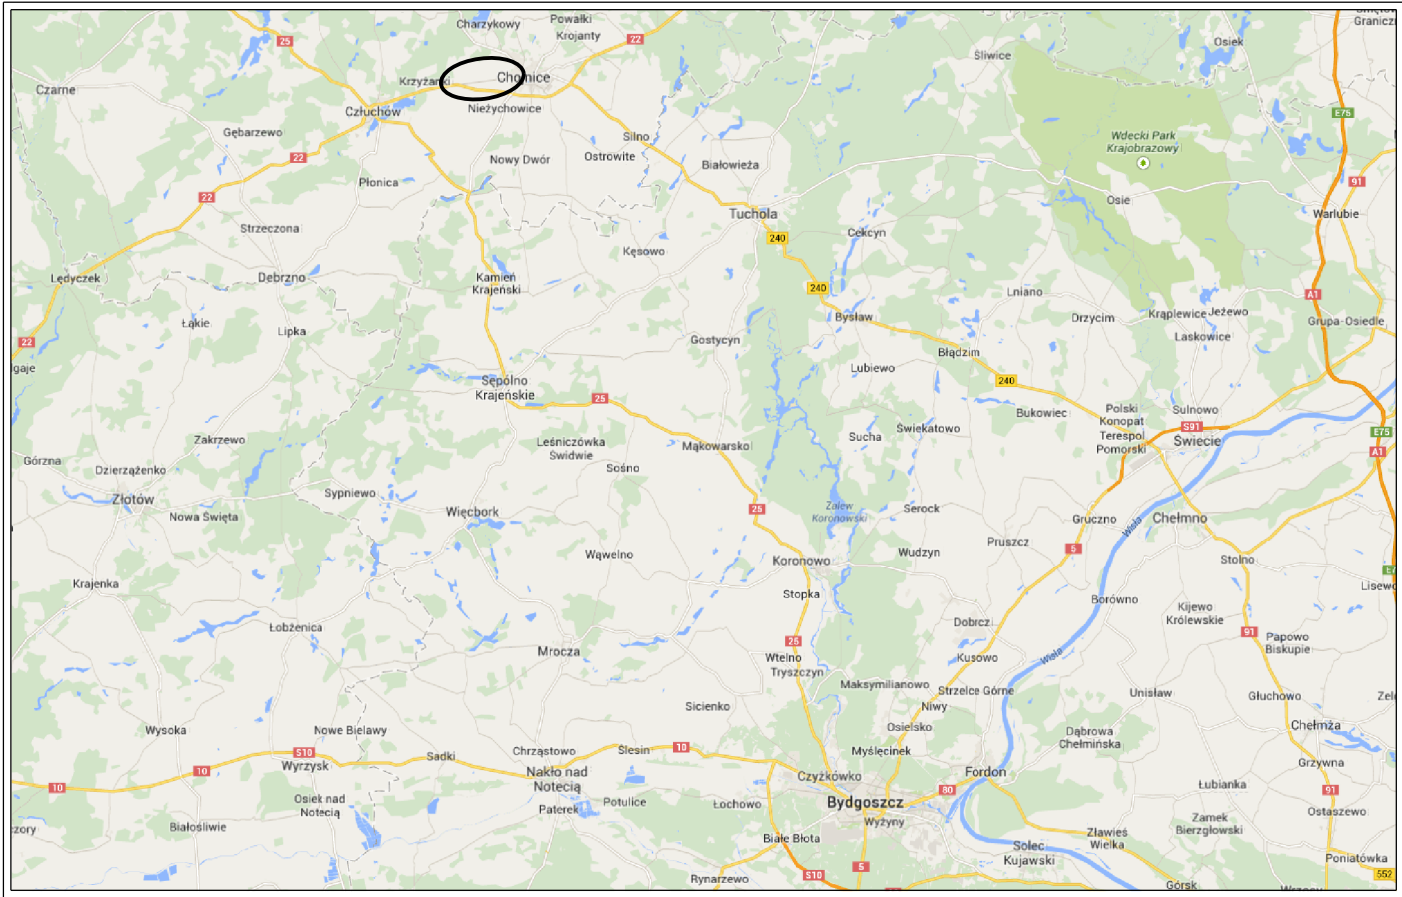 Charzykowy
Powałki
Krojanty
Osiek
Graniczna
25
22
Śliwice
Czarne
Krzyżanki
Chojnice
Człuchów
Nieżychowice
E75
Gębarzewo
Silno
Wdecki Park
Krajobrazowy
22
Nowy Dwór
Ostrowite
Białowieża
Płonica
91
22
Osie
Tuchola
Warlubie
Strzeczona
240
Cekcyn
Kęsowo
Lędyczek
Debrzno
Kamień
Krajeński
240
Lniano
A1
Łąkie
Lipka
Bysław
Drzycim
Krąplewice
Jeżewo
Grupa-Osiedle
22
Gostycyn
Laskowice
Błądzim
gaje
Lubiewo
Sępólno
Krajeńskie
240
25
Bukowiec
Polski
Konopat
Sulnowo
Terespol
Pomorski
S91
Świecie
E75
Zakrzewo
Leśniczówka
Świdwie
Mąkowarsko
Sucha
Świekatowo
A1
Górzna
Dzierzążenko
Sośno
Złotów
Sypniewo
Nowa Święta
Więcbork
25
Zalew
Koronowski
Serock
Gruczno
Wisła
Chełmno
Wąwelno
Koronowo
Wudzyn
Pruszcz
5
Stolno
Krajenka
Stopka
Borówno
Lisewo
Kijewo
Królewskie
Łobżenica
Dobrcz
91
Papowo
Biskupie
Mrocza
25
Wtelno
Tryszczyn
Kusowo
Wisła
Maksymilianowo
Strzelce Górne
Unisław
Głuchowo
Zele
Sicienko
Niwy
Wysoka
Nowe Bielawy
Osielsko
Dąbrowa
Chełmińska
Chełmża
S10
Wyrzysk
Sadki
Chrząstowo
Ślesin
10
Myślęcinek
10
Nakło nad
Notecią
Czyżkówko
Fordon
Grzywna
10
80
Łubianka
91
Osiek nad
Notecią
Paterek
Potulice
Łochowo
Bydgoszcz
Ostaszewo
zory
Białośliwie
Wyżyny
Zamek
Bierzgłowski
Białe Błota
Zławieś
Wielka
Solec
Kujawski
Poniatówka
S10
5
552
Rynarzewo
Górsk